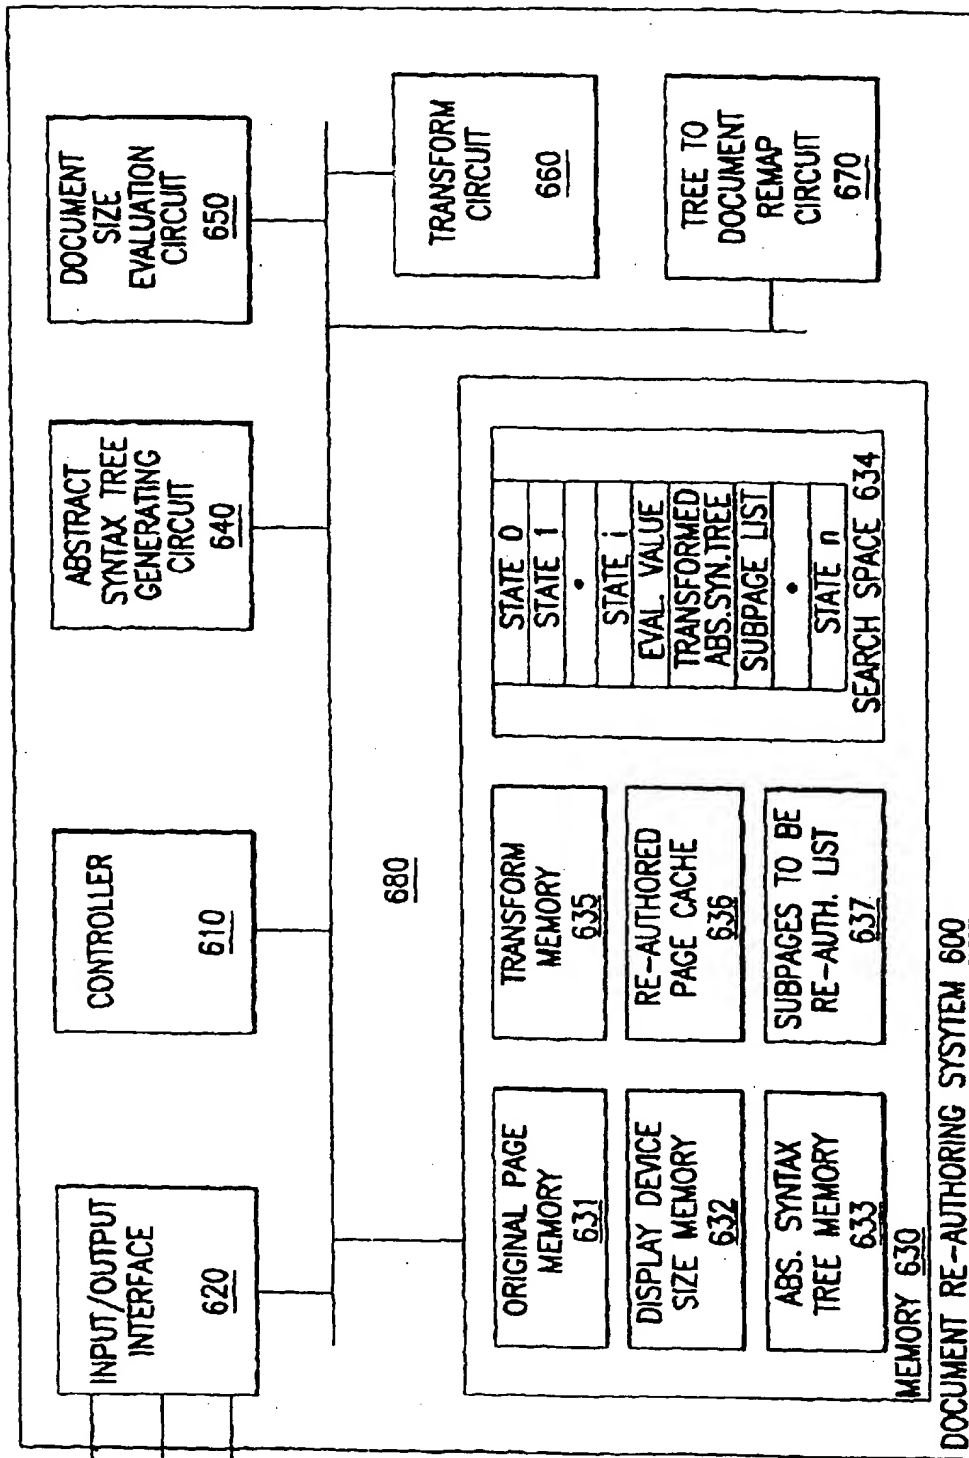 INPUT/OUTPUT
INTERFACE
620
CONTROLLER
610
ABSTRACT
SYNTAX TREE
GENERATING
CIRCUIT
640
DOCUMENT
SIZE
EVALUATION
CIRCUIT
650
680
TRANSFORM
CIRCUIT
660
TREE TO
DOCUMENT
REMAP
CIRCUIT
670
ORIGINAL PAGE
MEMORY
631
DISPLAY DEVICE
SIZE MEMORY
632
ABS. SYNTAX
TREE MEMORY
633
TRANSFORM
MEMORY
635
RE-AUTHORED
PAGE CACHE
636
SUBPAGES TO BE
RE-AUTH. LIST
637
STATE 0
STATE 1
•
STATE i
EVAL. VALUE
TRANSFORMED
ABS.SYN.TREE
SUBPAGE LIST
•
STATE n
SEARCH SPACE 634
MEMORY 630
DOCUMENT RE-AUTHORING SYSYTEM 600